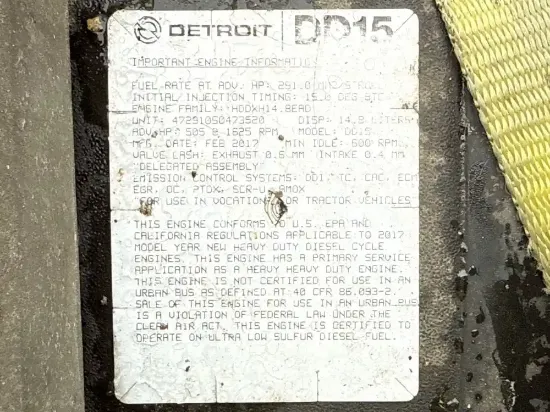 DETROIT DD15
IMPORTANT ENGINE INFORMATION
FUEL RATE AT ADV. HP: 291.0
INITIAL INJECTION TIMING: 15.0 DEG BTC
ENGINE FAMILY: HDDXH14.8EAD
UNIT: 472910S0473520 DISPL: 14.8 LITERS
ADV HP: 505 @ 1625 RPM MODEL:
MFG. DATE: FEB 2017 MIN IDLE: 600 RPM
VALVE LASH: EXHAUST 0.6 MM INTAKE 0.4 MM
"DELEGATED ASSEMBLY"
EMISSION CONTROL SYSTEMS: DDI, TC, CAC, ECM
EGR, OC, PTOX, SCR-U, AMOX
FOR USE IN VOCATIONAL OR TRACTOR VEHICLES
THIS ENGINE CONFORMS TO U.S. EPA AND
CALIFORNIA REGULATIONS APPLICABLE TO 2017
MODEL YEAR NEW HEAVY DUTY DIESEL CYCLE
ENGINES. THIS ENGINE HAS A PRIMARY SERVICE
APPLICATION AS A HEAVY HEAVY DUTY ENGINE.
THIS ENGINE IS NOT CERTIFIED FOR USE IN AN
URBAN BUS AS DEFINED AT 40 CFR 86.093-2.
SALE OF THIS ENGINE FOR USE IN AN URBAN BUS
IS A VIOLATION OF FEDERAL LAW UNDER THE
CLEAN AIR ACT. THIS ENGINE IS CERTIFIED TO
OPERATE ON ULTRA LOW SULFUR DIESEL FUEL.